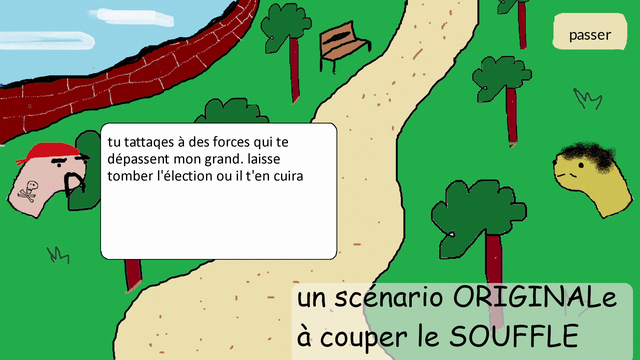 passer
tu tattaqes à des forces qui te
dépassent mon grand. laisse
tomber l'élection ou il t'en cuira
un scénario ORIGINALe
à couper le SOUFFLE